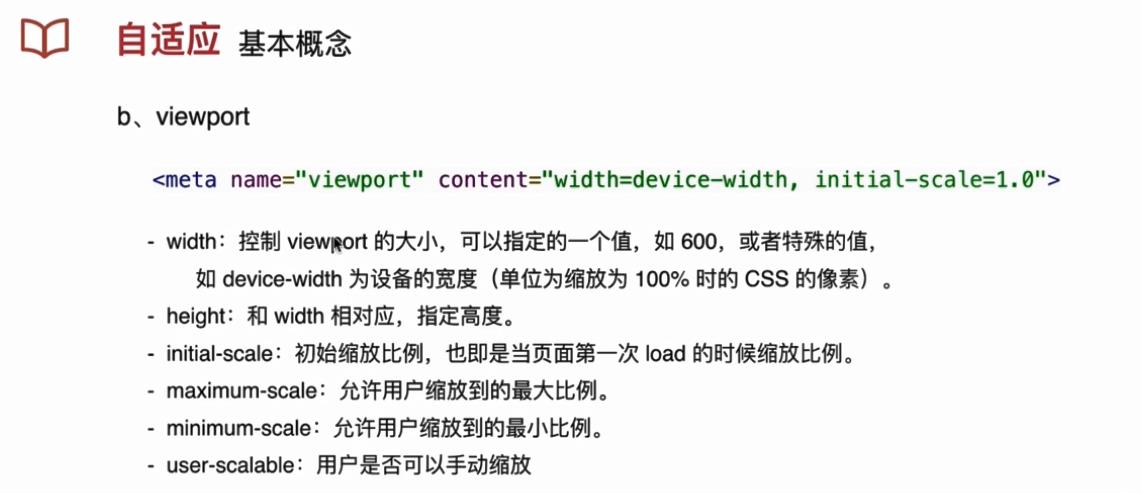 自适应 基本概念
b、viewport
<meta name="viewport" content="width=device-width, initial-scale=1.0">
- width：控制 viewport 的大小，可以指定的一个值，如 600，或者特殊的值，
如 device-width 为设备的宽度（单位为缩放为 100% 时的 CSS 的像素）。
- height：和 width 相对应，指定高度。
- initial-scale：初始缩放比例，也即是当页面第一次 load 的时候缩放比例。
- maximum-scale：允许用户缩放到的最大比例。
- minimum-scale：允许用户缩放到的最小比例。
- user-scalable：用户是否可以手动缩放